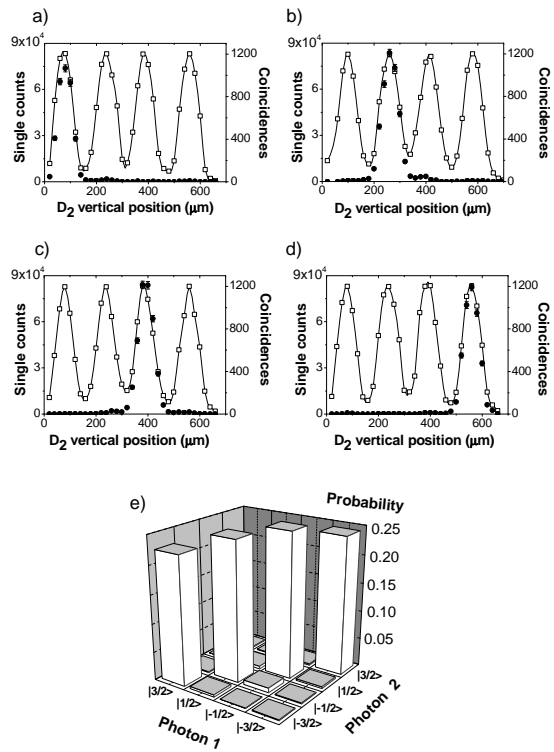 a)
b)
9x10⁴
6
3
0
1200
800
400
0
Single counts
Coincidences
0 200 400 600
D₂ vertical position (μm)
9x10⁴
6
3
0
1200
800
400
0
Single counts
Coincidences
0 200 400 600
D₂ vertical position (μm)
c)
d)
9x10⁴
6
3
0
1200
800
400
0
Single counts
Coincidences
0 200 400 600
D₂ vertical position (μm)
9x10⁴
6
3
0
1200
800
400
0
Single counts
Coincidences
0 200 400 600
D₂ vertical position (μm)
e)
Probability
0.25
0.20
0.15
0.10
0.05
|3/2>
|1/2>
|-1/2>
|-3/2>
Photon 1
|3/2>
|1/2>
|-1/2>
|-3/2>
Photon 2